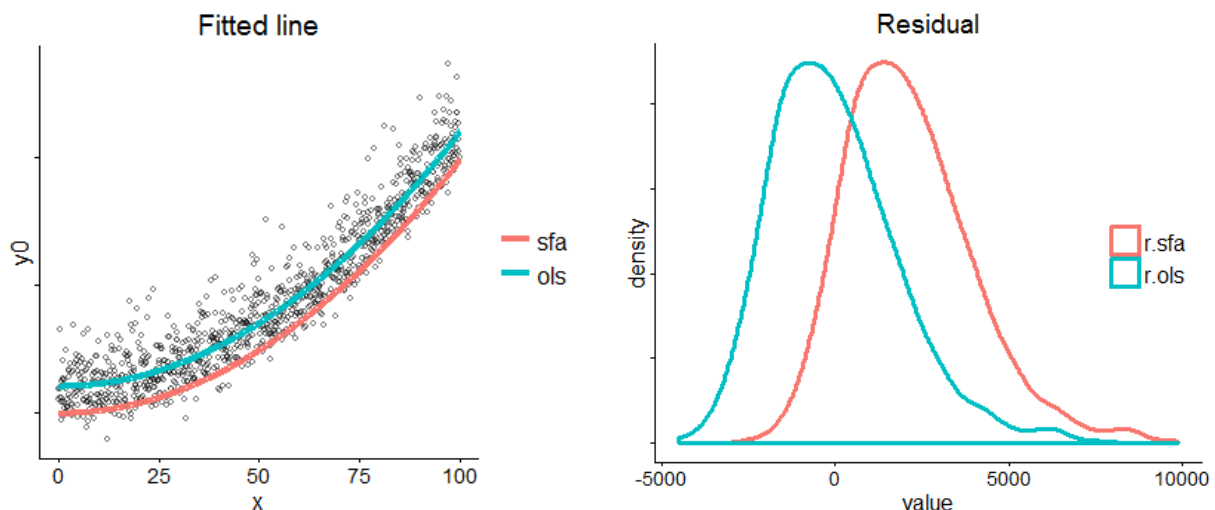 Fitted line
y0
sfa
ols
0 25 50 75 100
x
Residual
density
r.sfa
r.ols
-5000 0 5000 10000
value